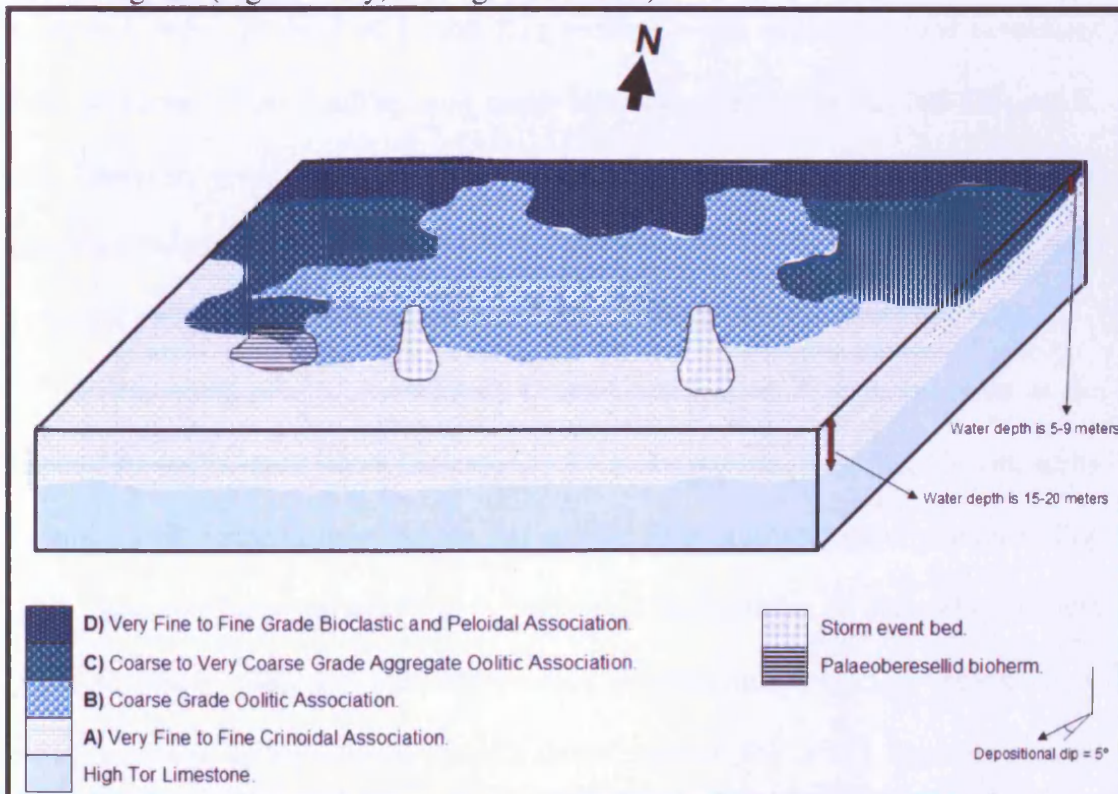 N
Water depth is 5-9 meters
Water depth is 15-20 meters
D) Very Fine to Fine Grade Bioclastic and Peloidal Association.
C) Coarse to Very Coarse Grade Aggregate Oolitic Association.
B) Coarse Grade Oolitic Association.
A) Very Fine to Fine Crinoidal Association.
High Tor Limestone.
Storm event bed.
Palaeoberesellid bioherm.
Depositional dip = 5°